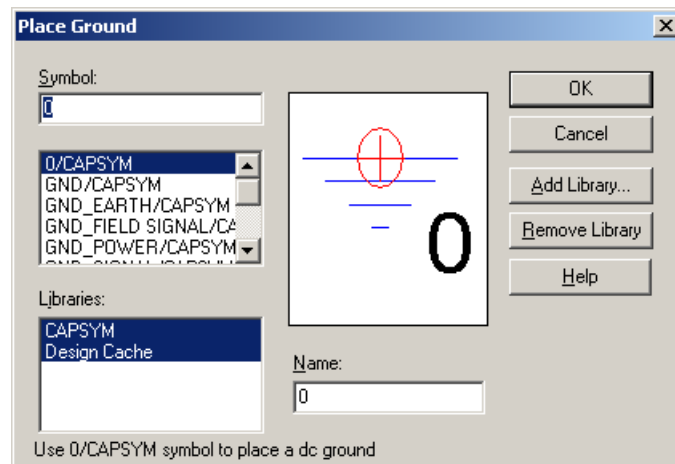 Place Ground
Symbol:
0
0/CAPSYM
GND/CAPSYM
GND_EARTH/CAPSYM
GND_FIELD SIGNAL/CA
GND_POWER/CAPSYM
Libraries:
CAPSYM
Design Cache
0
Name:
0
OK
Cancel
Add Library...
Remove Library
Help
Use 0/CAPSYM symbol to place a dc ground